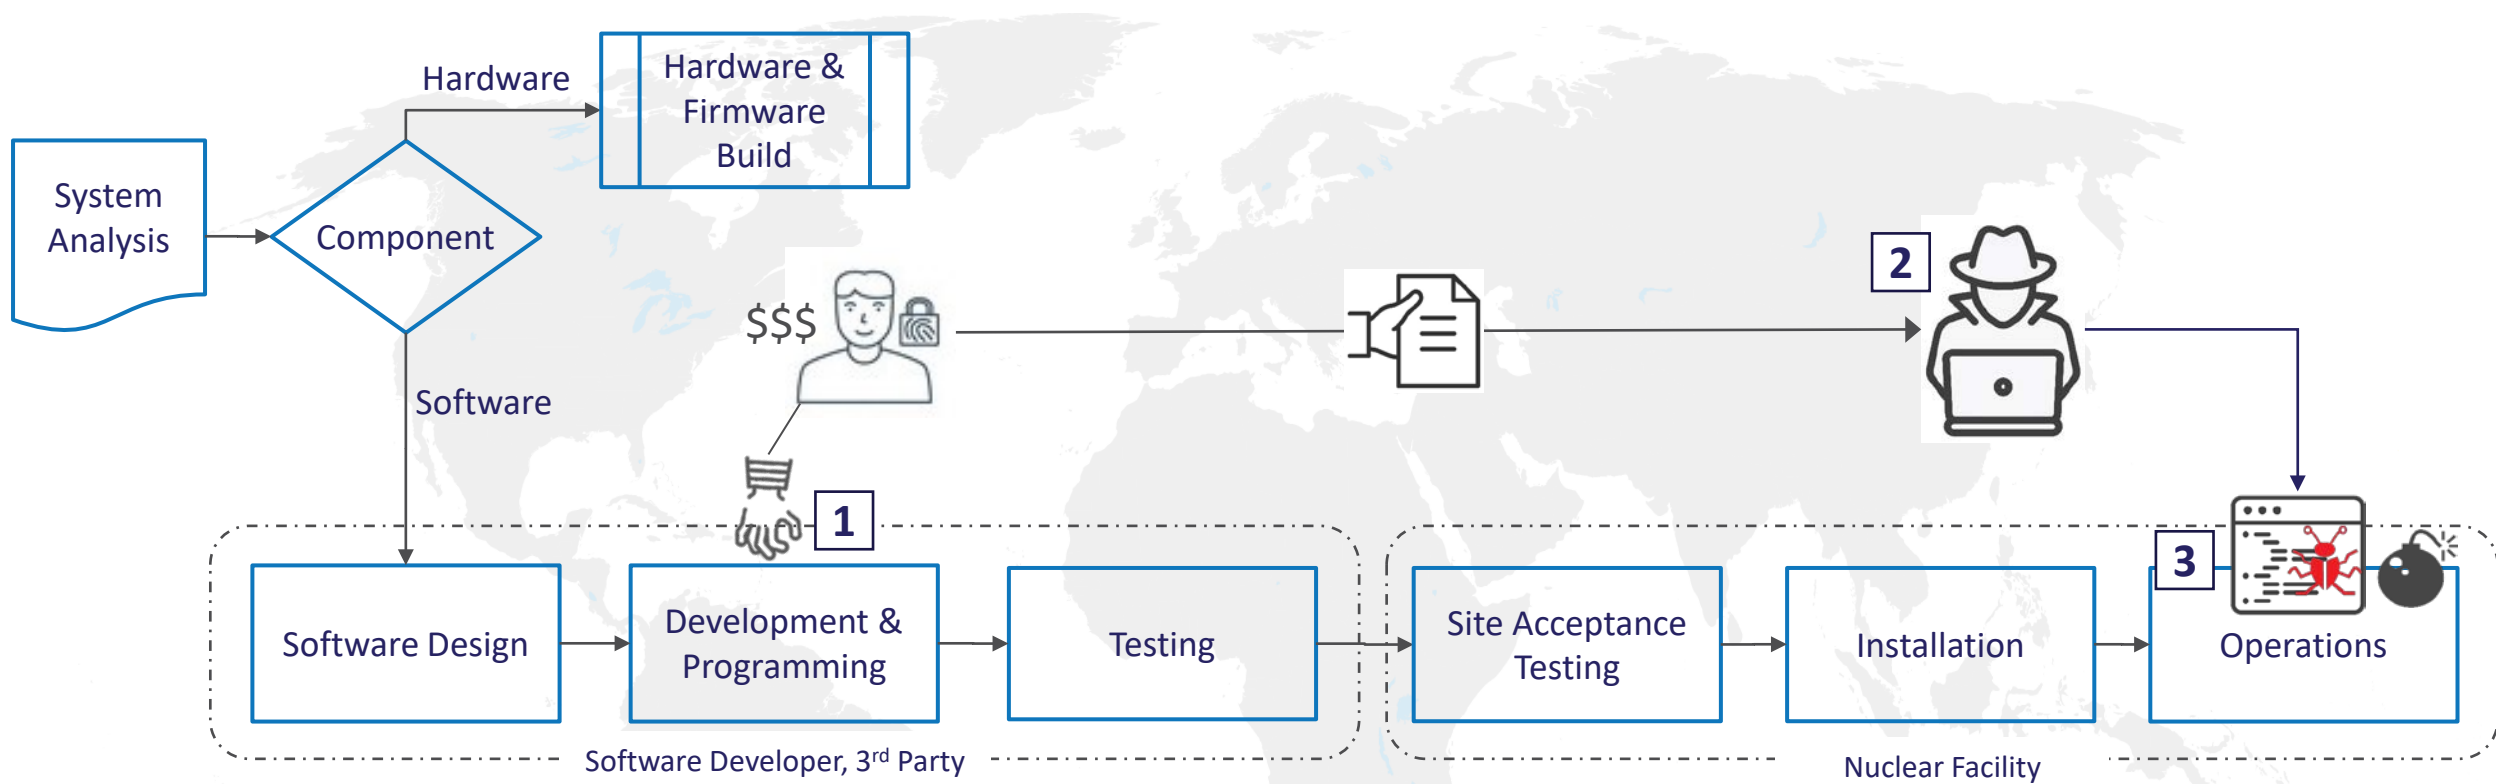 Hardware
Hardware &
Firmware
Build
System
Analysis
Component
2
$$$
Software
1
3
Software Design
Development &
Programming
Testing
Site Acceptance
Testing
Installation
Operations
Software Developer, 3rd Party
Nuclear Facility